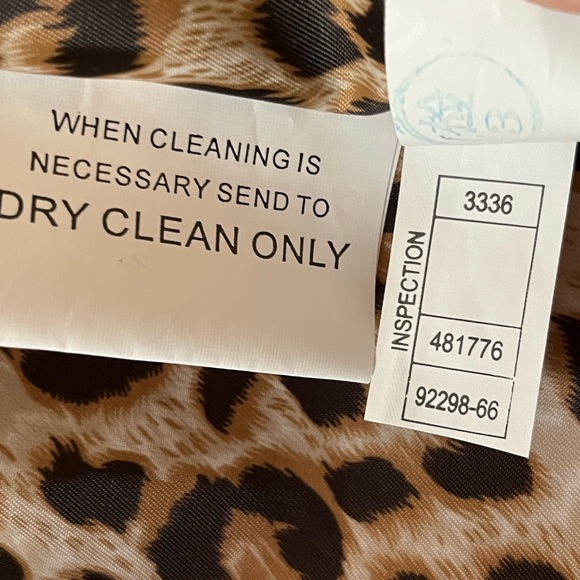 WHEN CLEANING IS
NECESSARY SEND TO
DRY CLEAN ONLY
INSPECTION
3336
481776
92298-66